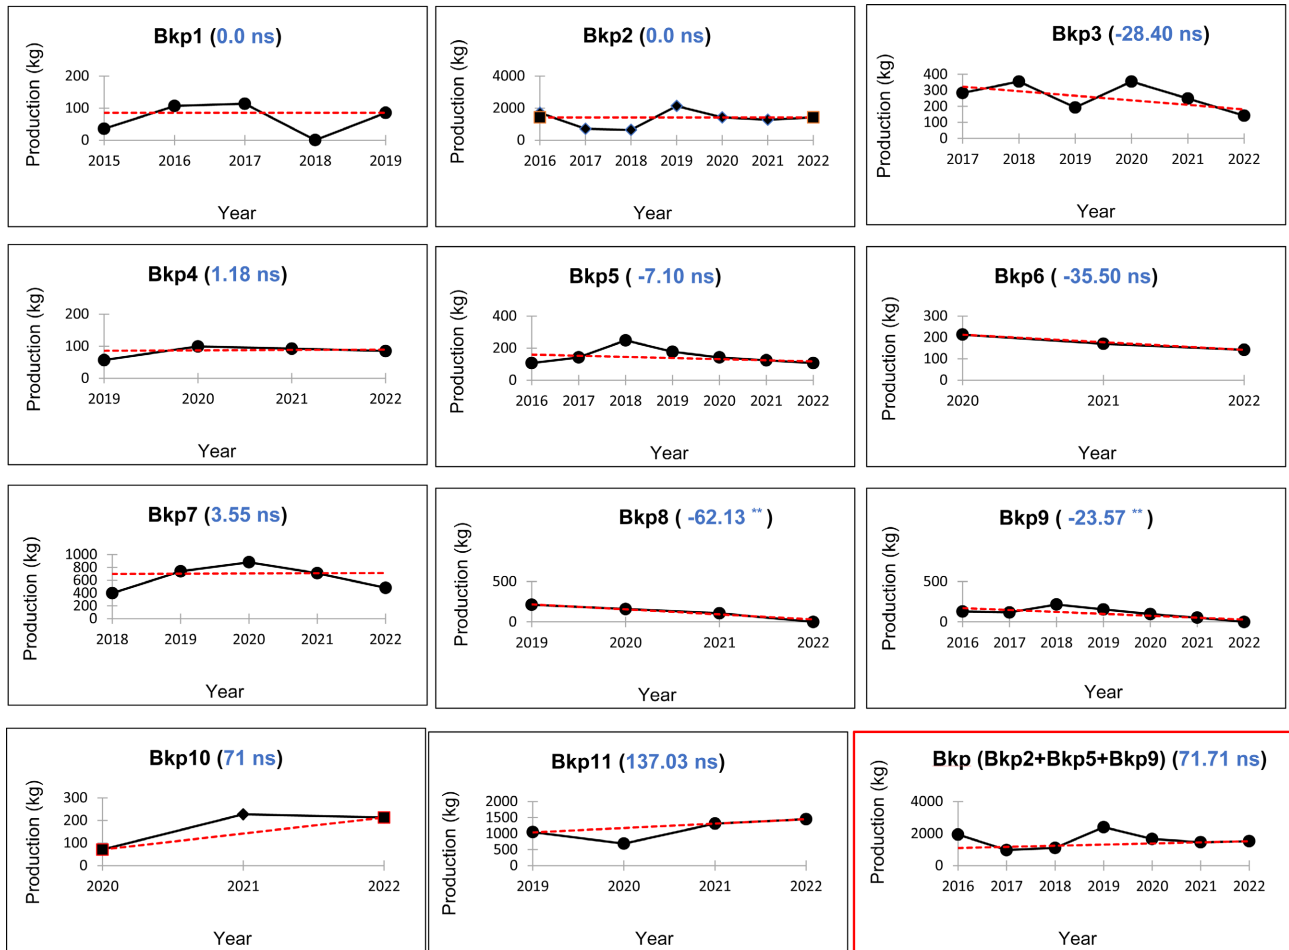 Bkp1 (0.0 ns)
Production (kg)
200
100
0
2015 2016 2017 2018 2019
Year
Bkp2 (0.0 ns)
Production (kg)
4000
2000
0
2016 2017 2018 2019 2020 2021 2022
Year
Bkp3 (-28.40 ns)
Production (kg)
400
300
200
100
0
2017 2018 2019 2020 2021 2022
Year
Bkp4 (1.18 ns)
Production (kg)
200
100
0
2019 2020 2021 2022
Year
Bkp5 ( -7.10 ns)
Production (kg)
400
200
0
2016 2017 2018 2019 2020 2021 2022
Year
Bkp6 ( -35.50 ns)
Production (kg)
300
200
100
0
2020 2021 2022
Year
Bkp7 (3.55 ns)
Production (kg)
1000
800
600
400
200
0
2018 2019 2020 2021 2022
Year
Bkp8 ( -62.13 ** )
Production (kg)
500
0
2019 2020 2021 2022
Year
Bkp9 ( -23.57 ** )
Production (kg)
500
0
2016 2017 2018 2019 2020 2021 2022
Year
Bkp10 (71 ns)
Production (kg)
300
200
100
0
2020 2021 2022
Year
Bkp11 (137.03 ns)
Production (kg)
2000
1500
1000
500
0
2019 2020 2021 2022
Year
Bkp (Bkp2+Bkp5+Bkp9) (71.71 ns)
Production (kg)
4000
2000
0
2016 2017 2018 2019 2020 2021 2022
Year